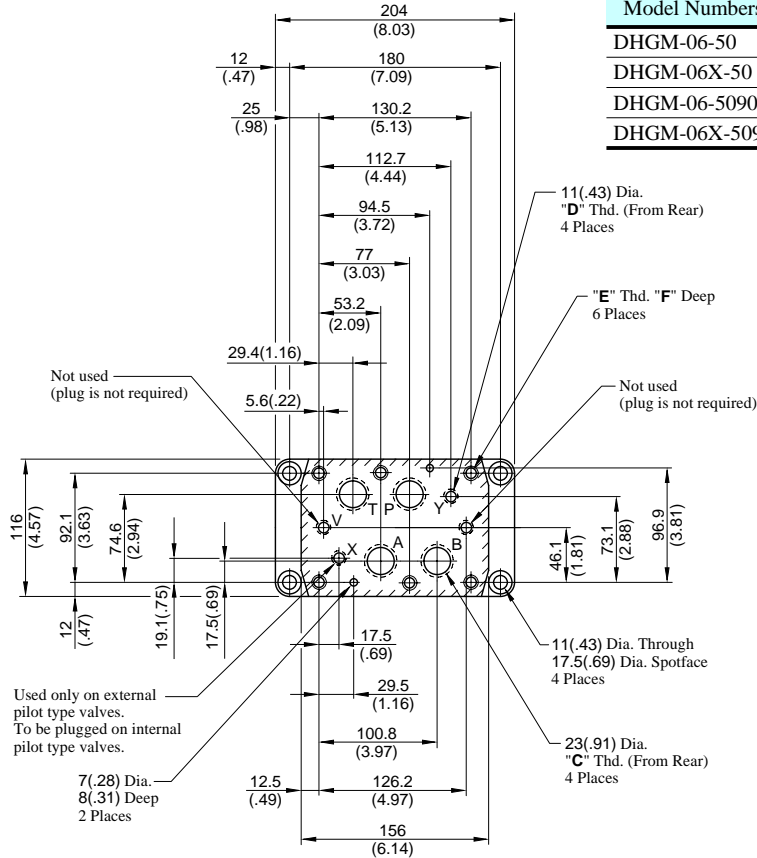 204
(8.03)
Model Numbers
12
(.47)
180
(7.09)
DHGM-06-50
DHGM-06X-50
DHGM-06-5090
25
(.98)
130.2
(5.13)
112.7
(4.44)
94.5
(3.72)
77
(3.03)
53.2
(2.09)
29.4(1.16)
5.6(.22)
11(.43) Dia.
"D" Thd. (From Rear)
4 Places
"E" Thd. "F" Deep
6 Places
Not used
(plug is not required)
Not used
(plug is not required)
116
(4.57)
92.1
(3.63)
74.6
(2.94)
19.1(.75)
17.5(.69)
12
(.47)
T
P
Y
V
X
A
B
46.1
(1.81)
73.1
(2.88)
96.9
(3.81)
17.5
(.69)
29.5
(1.16)
100.8
(3.97)
12.5
(.49)
126.2
(4.97)
156
(6.14)
11(.43) Dia. Through
17.5(.69) Dia. Spotface
4 Places
23(.91) Dia.
"C" Thd. (From Rear)
4 Places
Used only on external
pilot type valves.
To be plugged on internal
pilot type valves.
7(.28) Dia.
8(.31) Deep
2 Places